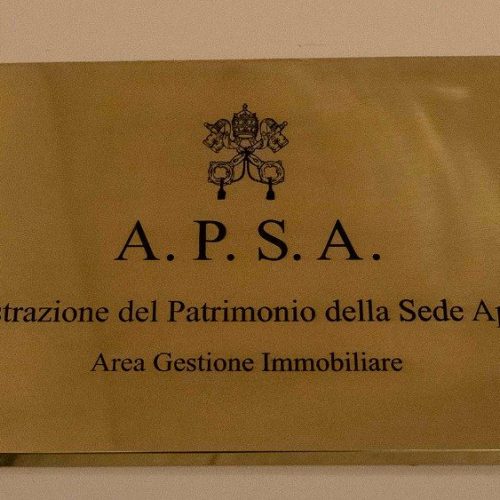 A. P. S. A.
strazione del Patrimonio della Sede Ap
Area Gestione Immobiliare